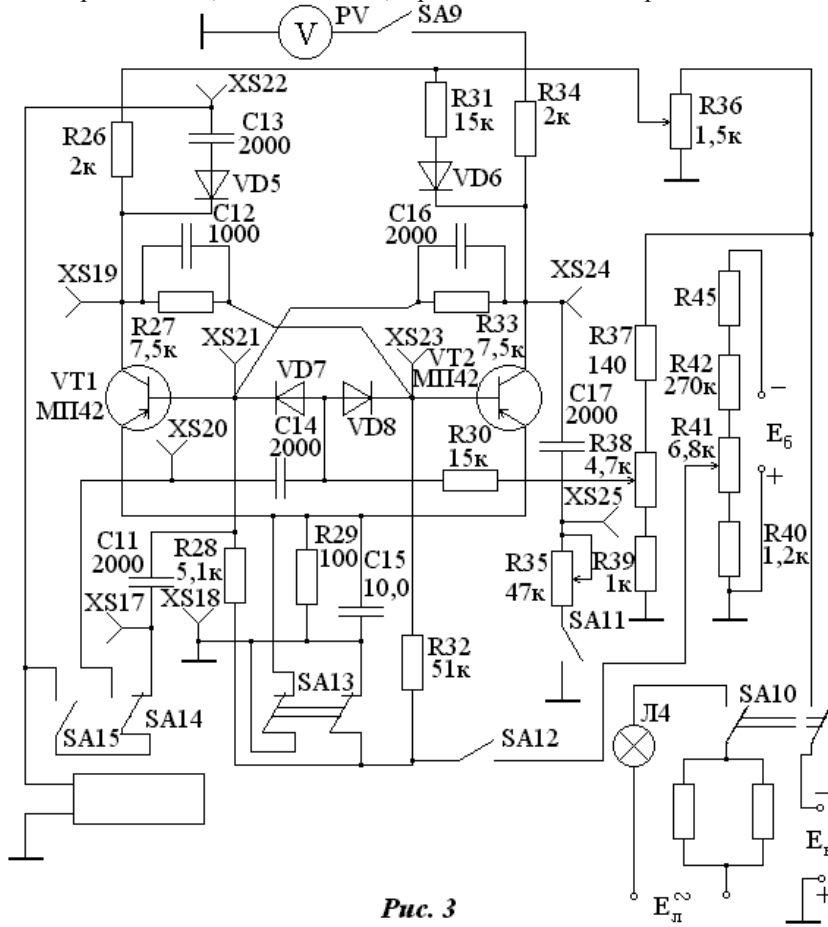 PV
SA9
V
XS22
R26
2к
C13
2000
VD5
R31
15к
VD6
R34
2к
R36
1,5к
C12
1000
C16
2000
XS19
XS24
R27
7,5к
XS21
XS23
R33
7,5к
VT1
МП42
VD7
VD8
VT2
МП42
R37
140
R45
R42
270к
C17
2000
XS20
C14
2000
R30
15к
R38
4,7к
R41
6,8к
Eб
−
+
XS25
C11
2000
R28
5,1к
R29
100
C15
10,0
R35
47к
R39
1к
R40
1,2к
XS17
XS18
R32
51к
SA11
SA13
SA14
SA15
SA12
Л4
SA10
−
+
Eл
~
Рис. 3